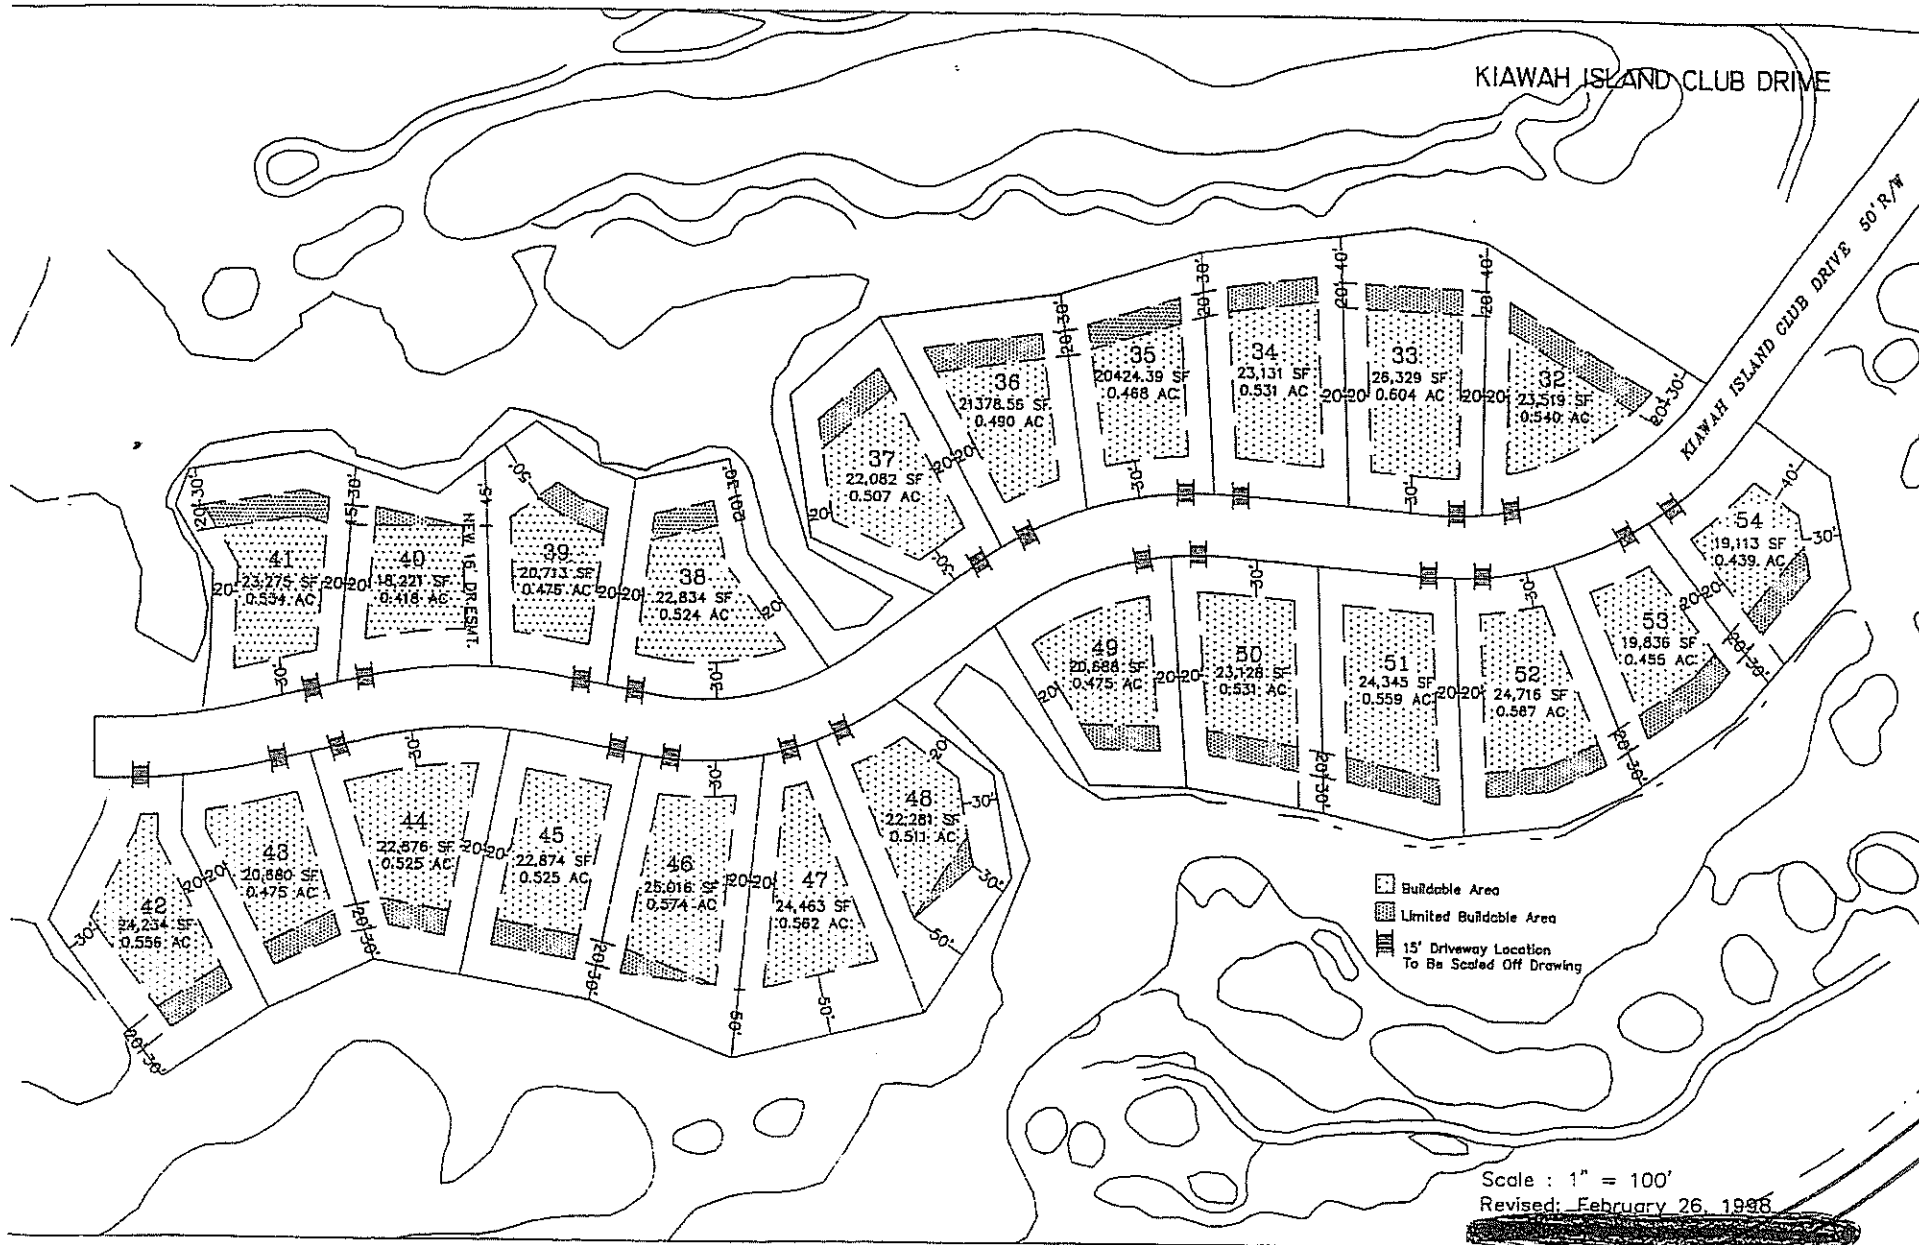 KIAWAH ISLAND CLUB DRIVE
KIAWAH ISLAND CLUB DRIVE 50' R/W
32
23,519 SF
0.540 AC
33
26,329 SF
0.604 AC
34
23,131 SF
0.531 AC
35
20424.39 SF
0.468 AC
36
21378.56 SF
0.490 AC
37
22,082 SF
0.507 AC
38
22,834 SF
0.524 AC
39
20,713 SF
0.475 AC
NEW 16' DR.ESMT.
40
18,221 SF
0.418 AC
41
23,275 SF
0.534 AC
42
24,234 SF
0.556 AC
43
20,680 SF
0.475 AC
44
22,876 SF
0.525 AC
45
22,874 SF
0.525 AC
46
25,016 SF
0.574 AC
47
24,463 SF
0.562 AC
48
22,281 SF
0.511 AC
49
20,688 SF
0.475 AC
50
23,128 SF
0.531 AC
51
24,345 SF
0.559 AC
52
24,716 SF
0.567 AC
53
19,836 SF
0.455 AC
54
19,113 SF
0.439 AC
Buildable Area
Limited Buildable Area
15' Driveway Location
To Be Scaled Off Drawing
Scale : 1" = 100'
Revised: February 26, 1998